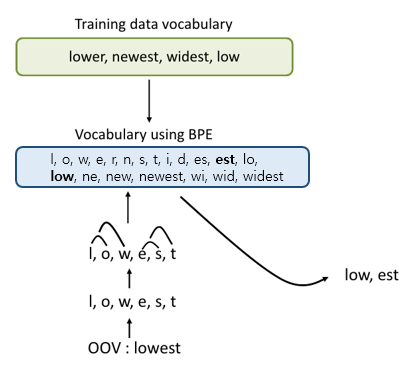 Training data vocabulary
lower, newest, widest, low
Vocabulary using BPE
l, o, w, e, r, n, s, t, i, d, es, est, lo,
low, ne, new, newest, wi, wid, widest
l, o, w, e, s, t
low, est
l, o, w, e, s, t
OOV : lowest